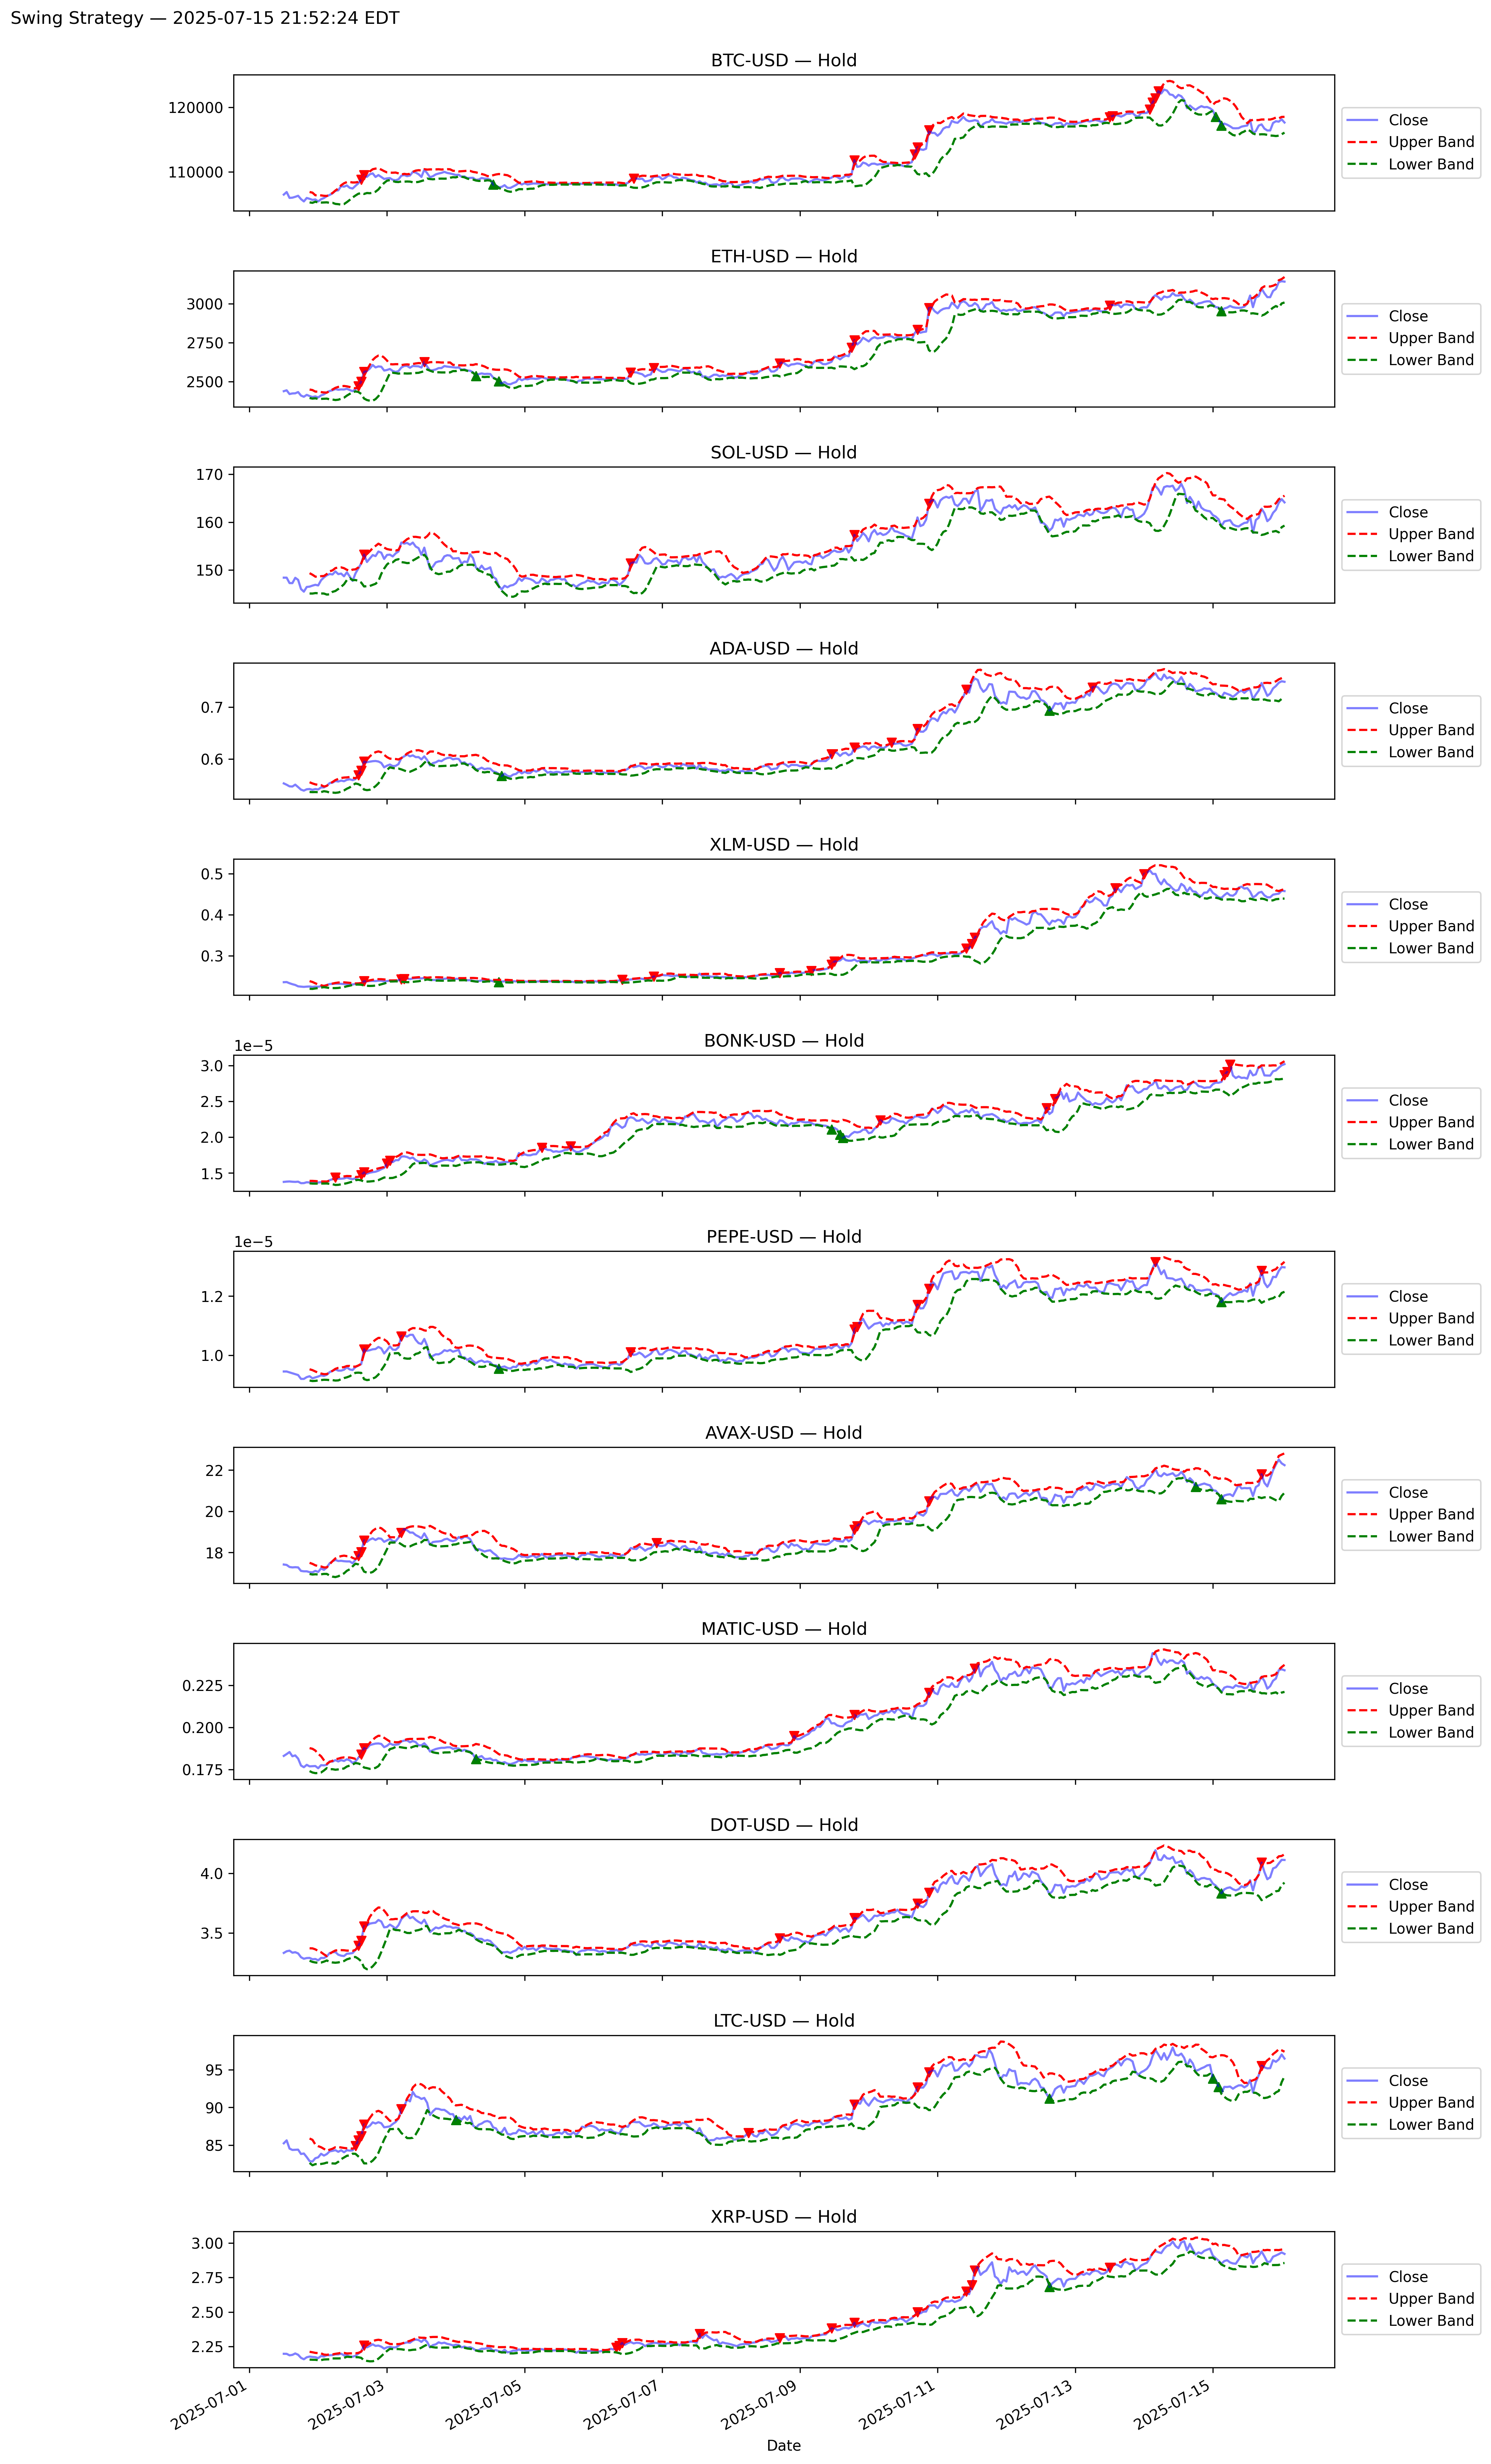 Swing Strategy — 2025-07-15 21:52:24 EDT
BTC-USD — Hold
120000
110000
Close
Upper Band
Lower Band
ETH-USD — Hold
3000
2750
2500
Close
Upper Band
Lower Band
SOL-USD — Hold
170
160
150
Close
Upper Band
Lower Band
ADA-USD — Hold
0.7
0.6
Close
Upper Band
Lower Band
XLM-USD — Hold
0.5
0.4
0.3
Close
Upper Band
Lower Band
BONK-USD — Hold
1e−5
3.0
2.5
2.0
1.5
Close
Upper Band
Lower Band
PEPE-USD — Hold
1e−5
1.2
1.0
Close
Upper Band
Lower Band
AVAX-USD — Hold
22
20
18
Close
Upper Band
Lower Band
MATIC-USD — Hold
0.225
0.200
0.175
Close
Upper Band
Lower Band
DOT-USD — Hold
4.0
3.5
Close
Upper Band
Lower Band
LTC-USD — Hold
95
90
85
Close
Upper Band
Lower Band
XRP-USD — Hold
3.00
2.75
2.50
2.25
Close
Upper Band
Lower Band
2025-07-01
2025-07-03
2025-07-05
2025-07-07
2025-07-09
2025-07-11
2025-07-13
2025-07-15
Date